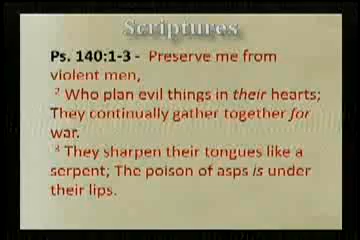 Scriptures
Ps. 140:1-3 - Preserve me from
violent men,
2 Who plan evil things in their hearts;
They continually gather together for
war.
3 They sharpen their tongues like a
serpent; The poison of asps is under
their lips.